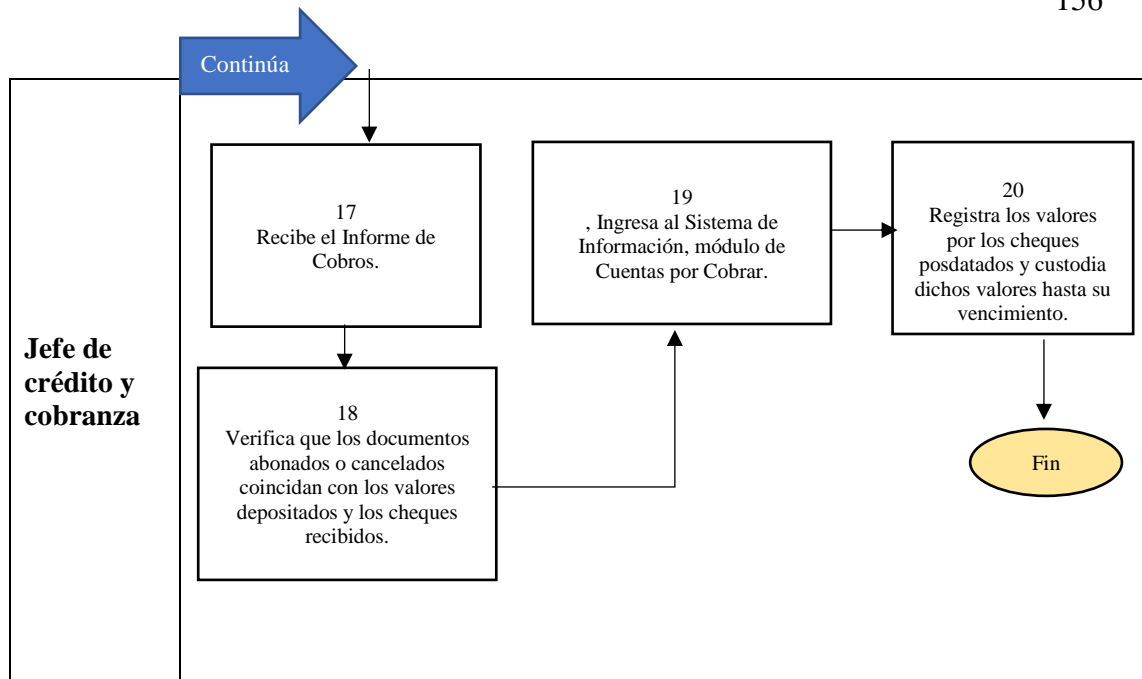 156
Continúa
Jefe de
crédito y
cobranza
17
Recibe el Informe de
Cobros.
18
Verifica que los documentos
abonados o cancelados
coincidan con los valores
depositados y los cheques
recibidos.
19
, Ingresa al Sistema de
Información, módulo de
Cuentas por Cobrar.
20
Registra los valores
por los cheques
posdatados y custodia
dichos valores hasta su
vencimiento.
Fin